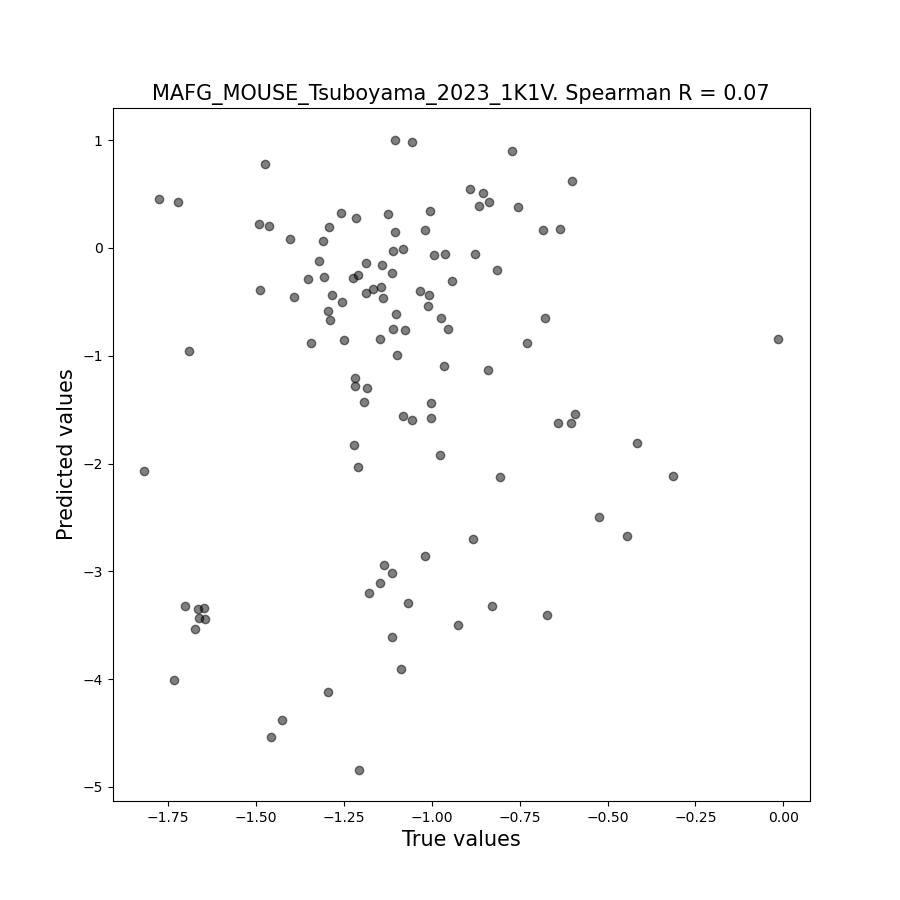 MAFG_MOUSE_Tsuboyama_2023_1K1V. Spearman R = 0.07
1
0
−1
−2
−3
−4
−5
Predicted values
−1.75 −1.50 −1.25 −1.00 −0.75 −0.50 −0.25 0.00
True values